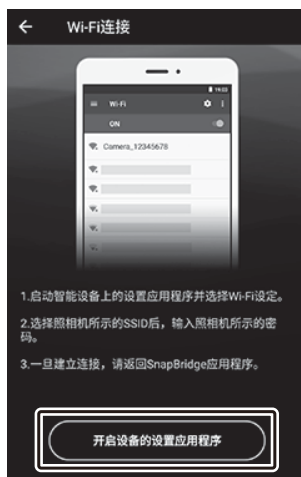 Wi-Fi连接
19:03
Wi-Fi
ON
Camera_12345678
1.启动智能设备上的设置应用程序并选择Wi-Fi设定。
2.选择照相机所示的SSID后，输入照相机所示的密
码。
3.一旦建立连接，请返回SnapBridge应用程序。
开启设备的设置应用程序